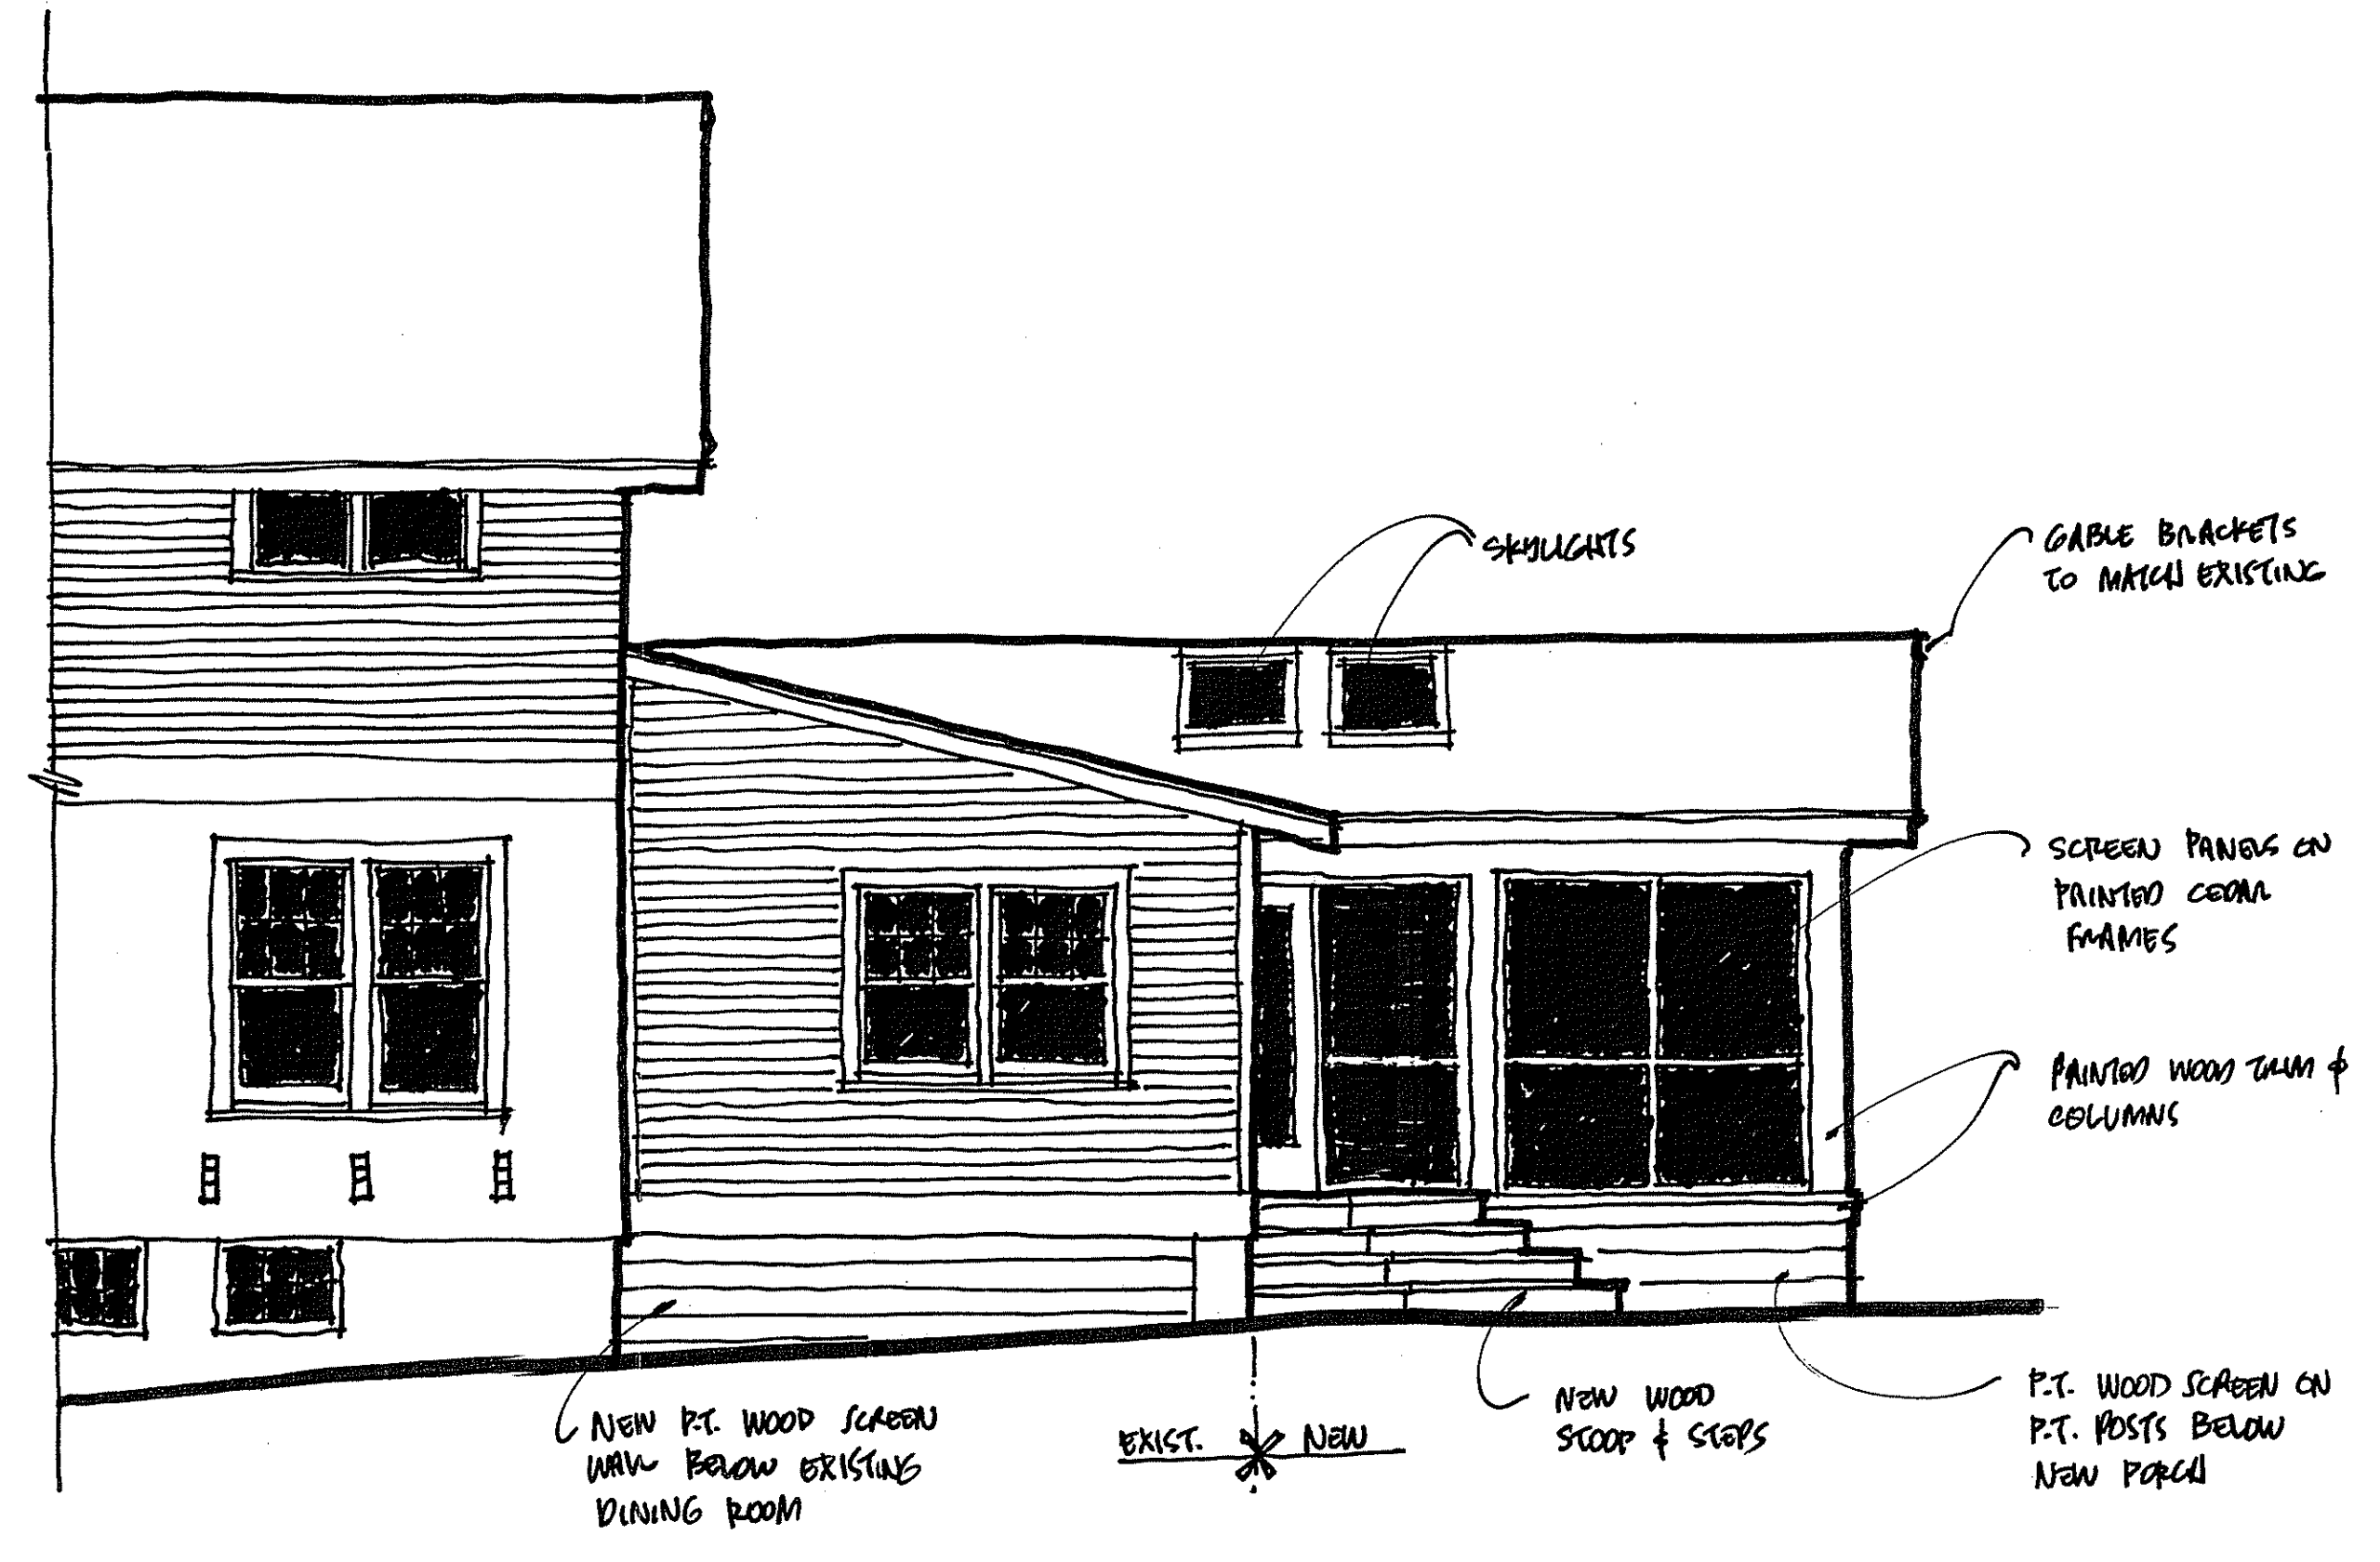 SKYLIGHTS
GABLE BRACKETS
TO MATCH EXISTING
SCREEN PANELS ON
PAINTED CEDAR
FRAMES
PAINTED WOOD TRIM &
COLUMNS
P.T. WOOD SCREEN ON
P.T. POSTS BELOW
NEW PORCH
NEW WOOD
STOOP & STEPS
EXIST. NEW
NEW P.T. WOOD SCREEN
WALL BELOW EXISTING
DINING ROOM